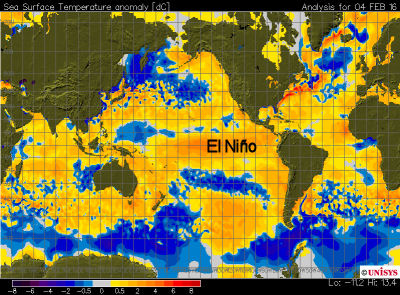 Sea Surface Temperature anomaly [dC]
Analysis for 04 FEB 16
El Niño
© UNISYS
-8 -6 -4 -2 -0.5 0 0.5 2 4 6 8
Lo: -11.2 Hi: 13.4